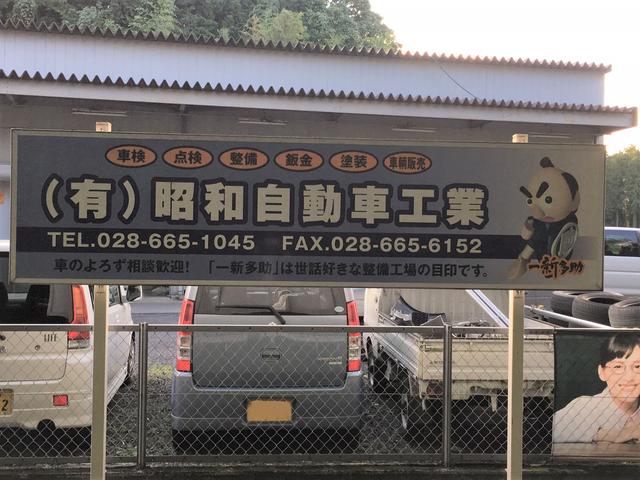 車検 点検 整備 鈑金 塗装 車輌販売
(有)昭和自動車工業
TEL.028-665-1045 FAX.028-665-6152
車のよろず相談歓迎! 「一新多助」は世話好きな整備工場の目印です。
一新多助
LIFE
2